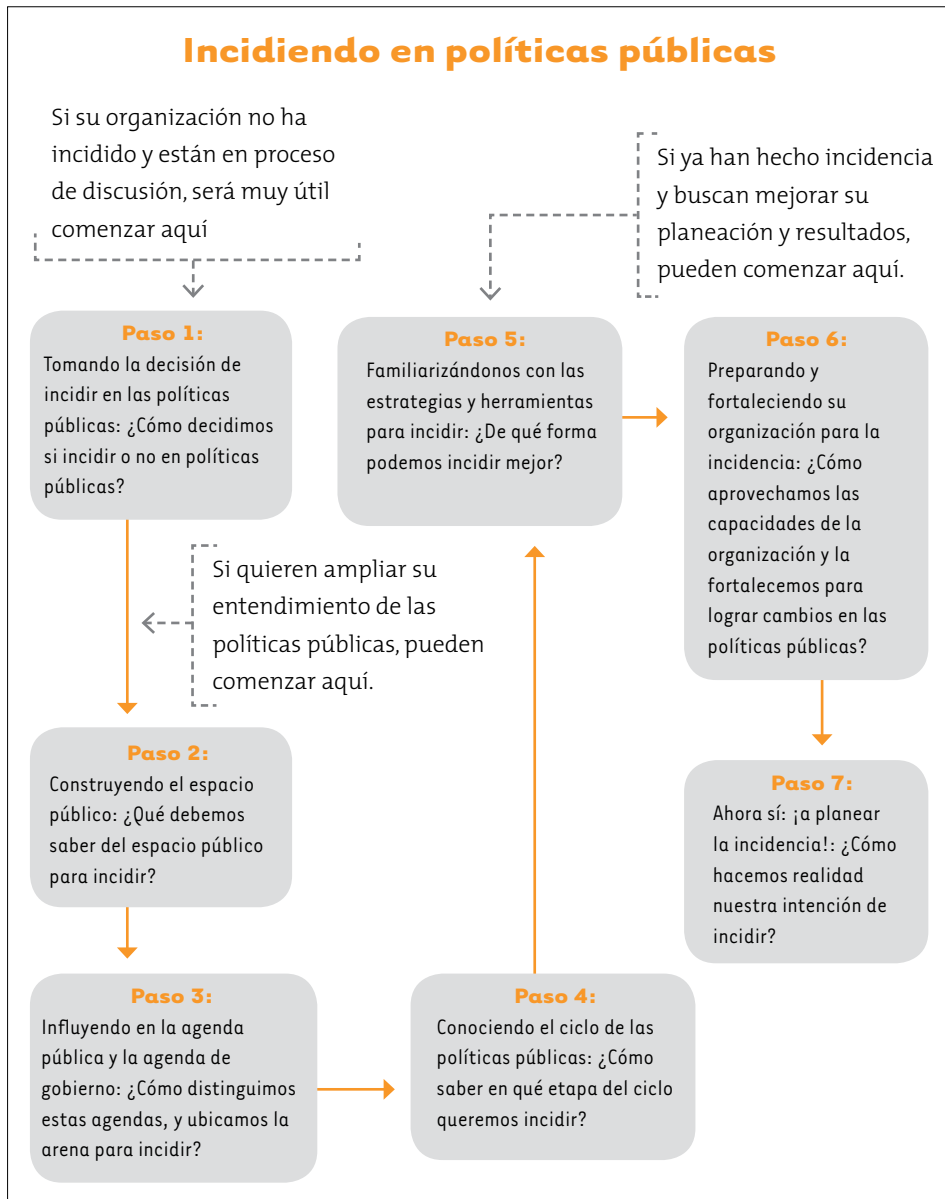 Incidiendo en políticas públicas
Si su organización no ha
incidido y están en proceso
de discusión, será muy útil
comenzar aquí
Si ya han hecho incidencia
y buscan mejorar su
planeación y resultados,
pueden comenzar aquí.
Paso 1:
Tomando la decisión de
incidir en las políticas
públicas: ¿Cómo decidimos
si incidir o no en políticas
públicas?
Si quieren ampliar su
entendimiento de las
políticas públicas, pueden
comenzar aquí.
Paso 2:
Construyendo el espacio
público: ¿Qué debemos
saber del espacio público
para incidir?
Paso 3:
Influyendo en la agenda
pública y la agenda de
gobierno: ¿Cómo distinguimos
estas agendas, y ubicamos la
arena para incidir?
Paso 4:
Conociendo el ciclo de las
políticas públicas: ¿Cómo
saber en qué etapa del ciclo
queremos incidir?
Paso 5:
Familiarizándonos con las
estrategias y herramientas
para incidir: ¿De qué forma
podemos incidir mejor?
Paso 6:
Preparando y
fortaleciendo su
organización para la
incidencia: ¿Cómo
aprovechamos las
capacidades de la
organización y la
fortalecemos para
lograr cambios en las
políticas públicas?
Paso 7:
Ahora sí: ¡a planear
la incidencia!: ¿Cómo
hacemos realidad
nuestra intención de
incidir?